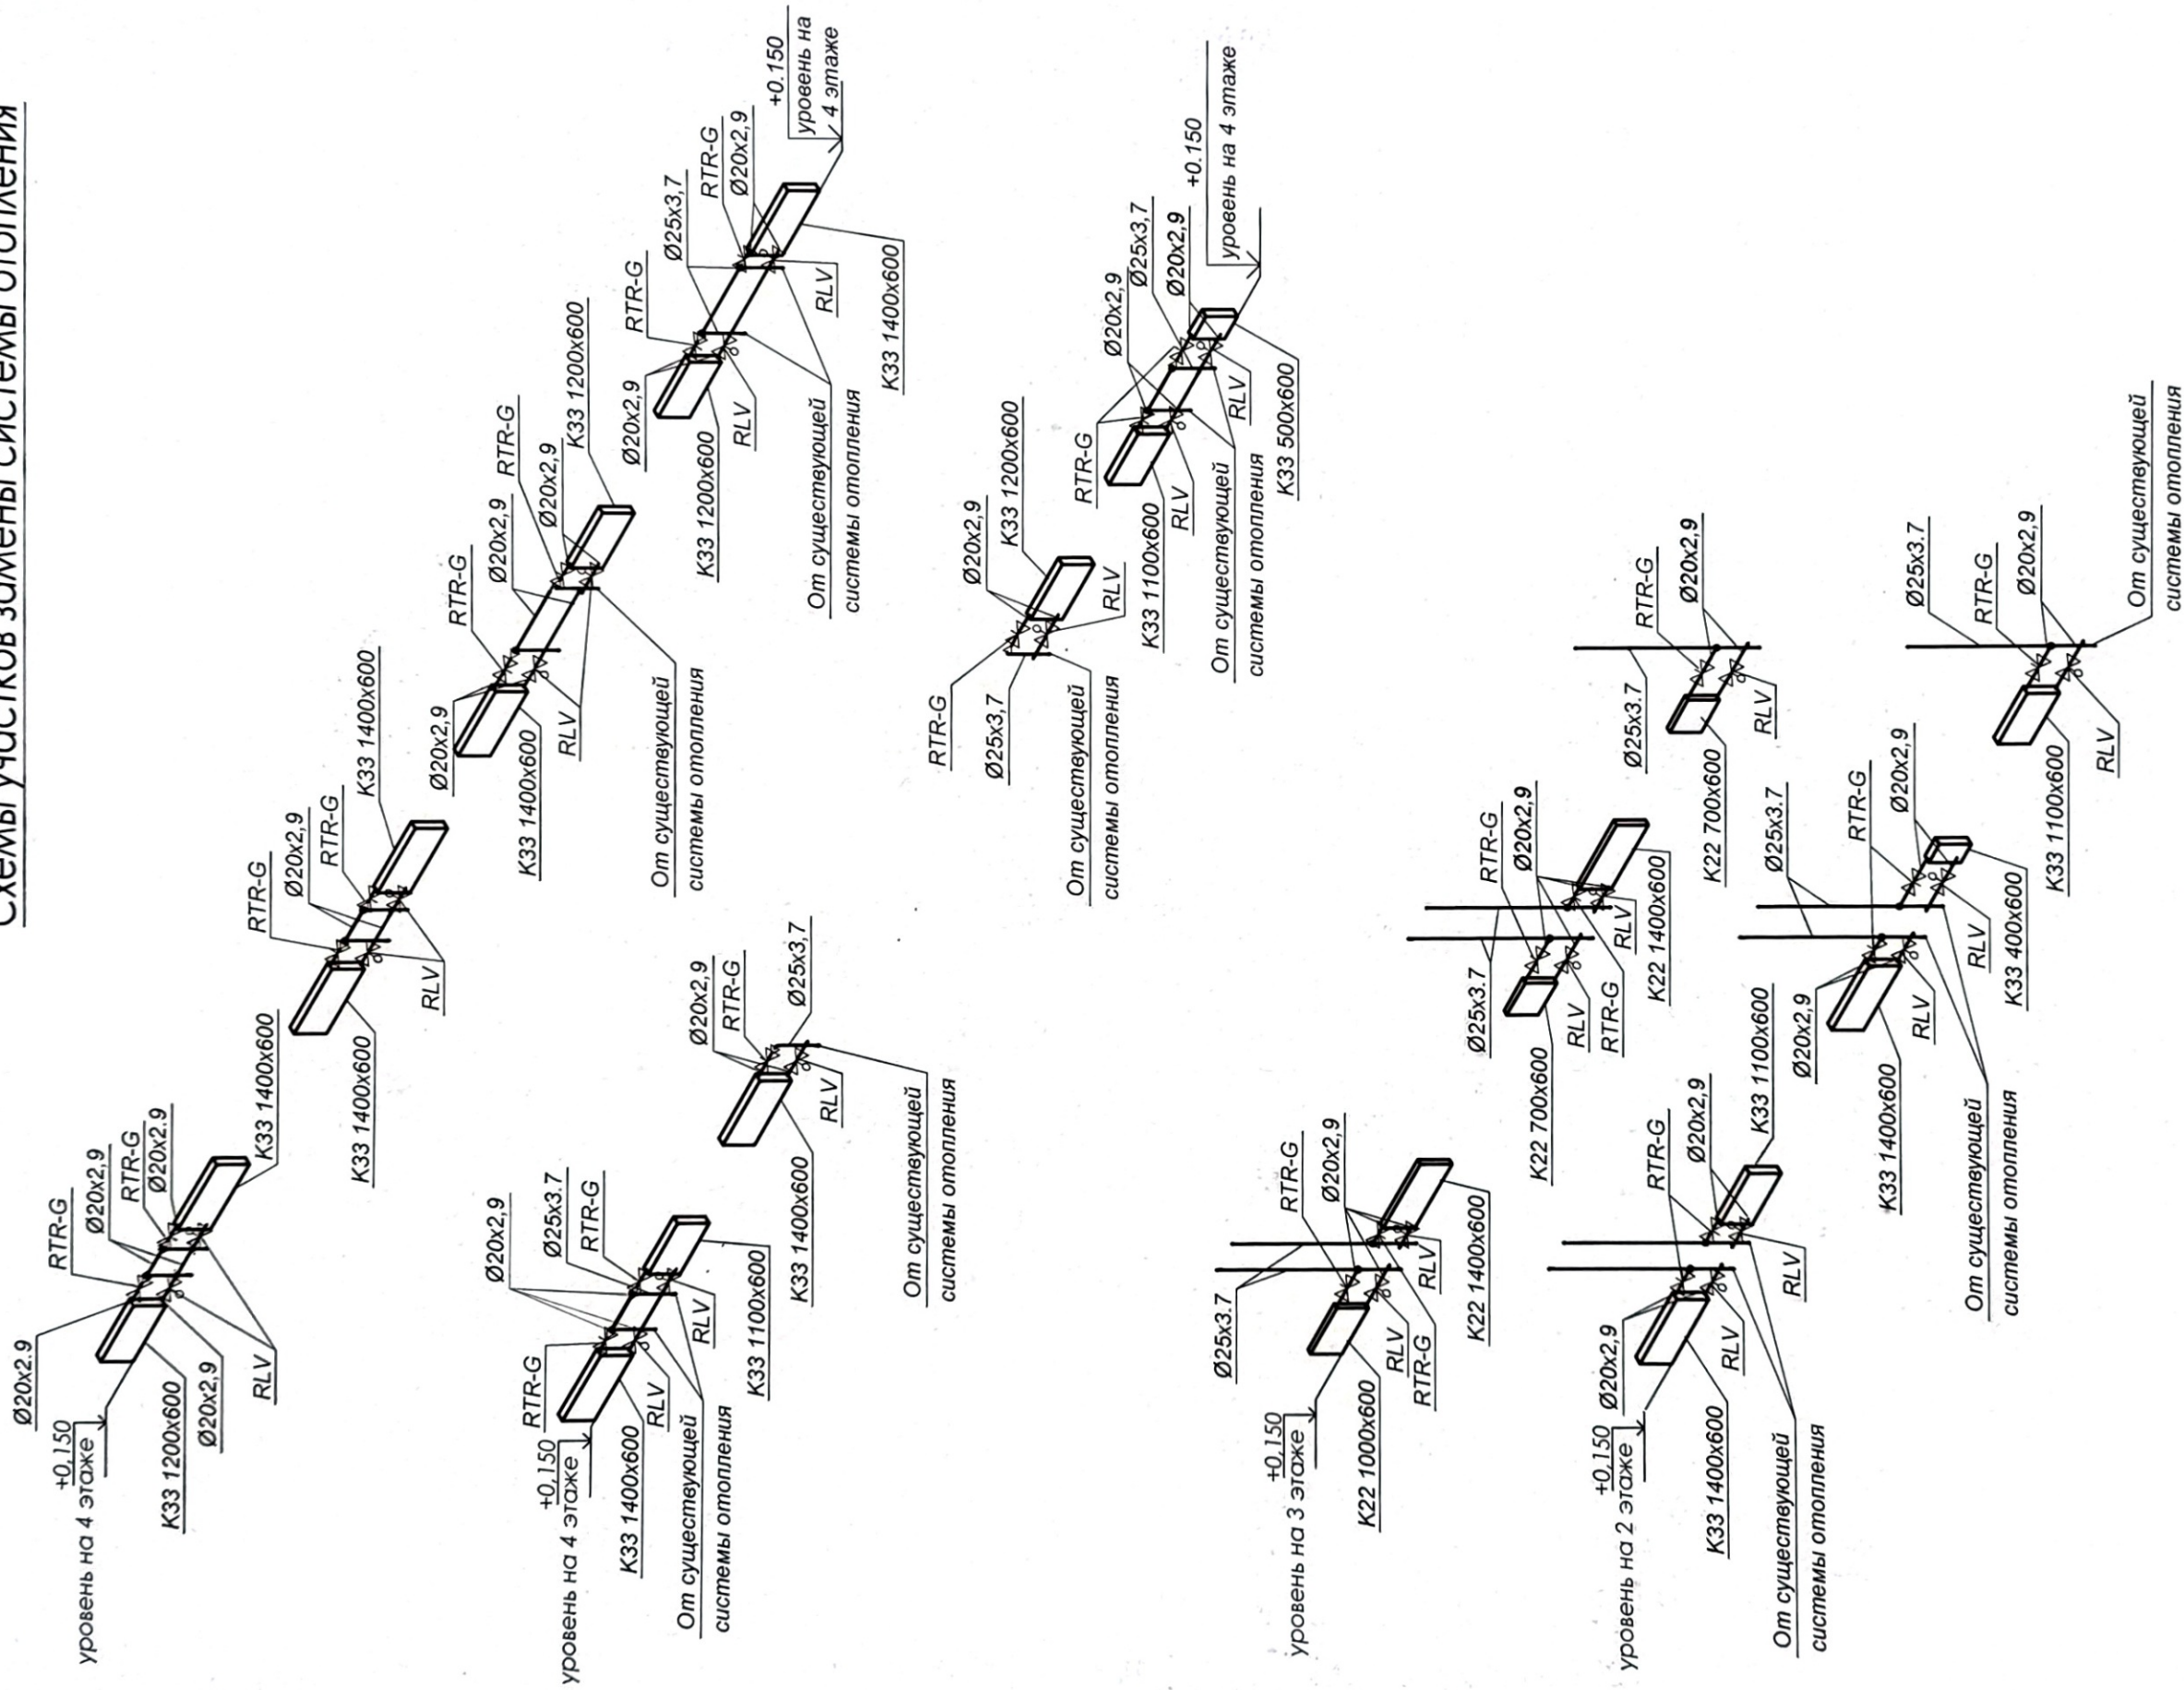 Схемы участков замены системы отопления
Ø20x2.9
+0,150
уровень на 4 этаже
RTR-G
Ø20x2,9
RTR-G
Ø20x2.9
K33 1200x600
Ø20x2,9
RLV
K33 1400x600
RTR-G
Ø20x2,9
RTR-G
K33 1400x600
K33 1400x600
RLV
Ø20x2,9
RTR-G
Ø20x2,9
RTR-G
Ø20x2,9
K33 1200x600
K33 1400x600
RLV
От существующей
системы отопления
Ø20x2,9
RTR-G
Ø25x3,7
RTR-G
Ø20x2,9
+0.150
уровень на
4 этаже
K33 1200x600
RLV
RLV
От существующей
системы отопления
K33 1400x600
Ø20x2,9
Ø25x3.7
RTR-G
RTR-G
+0,150
уровень на 4 этаже
K33 1400x600
RLV
RLV
K33 1100x600
От существующей
системы отопления
Ø20x2,9
RTR-G
Ø25x3,7
K33 1400x600
RLV
От существующей
системы отопления
RTR-G
Ø25x3,7
Ø20x2,9
K33 1200x600
RLV
От существующей
системы отопления
RTR-G
Ø20x2,9
Ø25x3,7
Ø20x2,9
+0.150
уровень на 4 этаже
K33 1100x600
RLV
RLV
От существующей
системы отопления
K33 500x600
Ø25x3.7
RTR-G
Ø20x2,9
+0,150
уровень на 3 этаже
K22 1000x600
RLV
RTR-G
RLV
K22 1400x600
Ø25x3.7
RTR-G
Ø20x2,9
K22 700x600
RLV
RTR-G
RLV
K22 1400x600
Ø25x3.7
RTR-G
Ø20x2,9
K22 700x600
RLV
Ø20x2,9
RTR-G
Ø20x2,9
K33 1100x600
+0,150
уровень на 2 этаже
K33 1400x600
RLV
RLV
От существующей
системы отопления
Ø25x3.7
RTR-G
Ø20x2,9
Ø20x2,9
K33 1400x600
RLV
RLV
K33 400x600
От существующей
системы отопления
Ø25x3.7
RTR-G
Ø20x2,9
K33 1100x600
RLV
От существующей
системы отопления